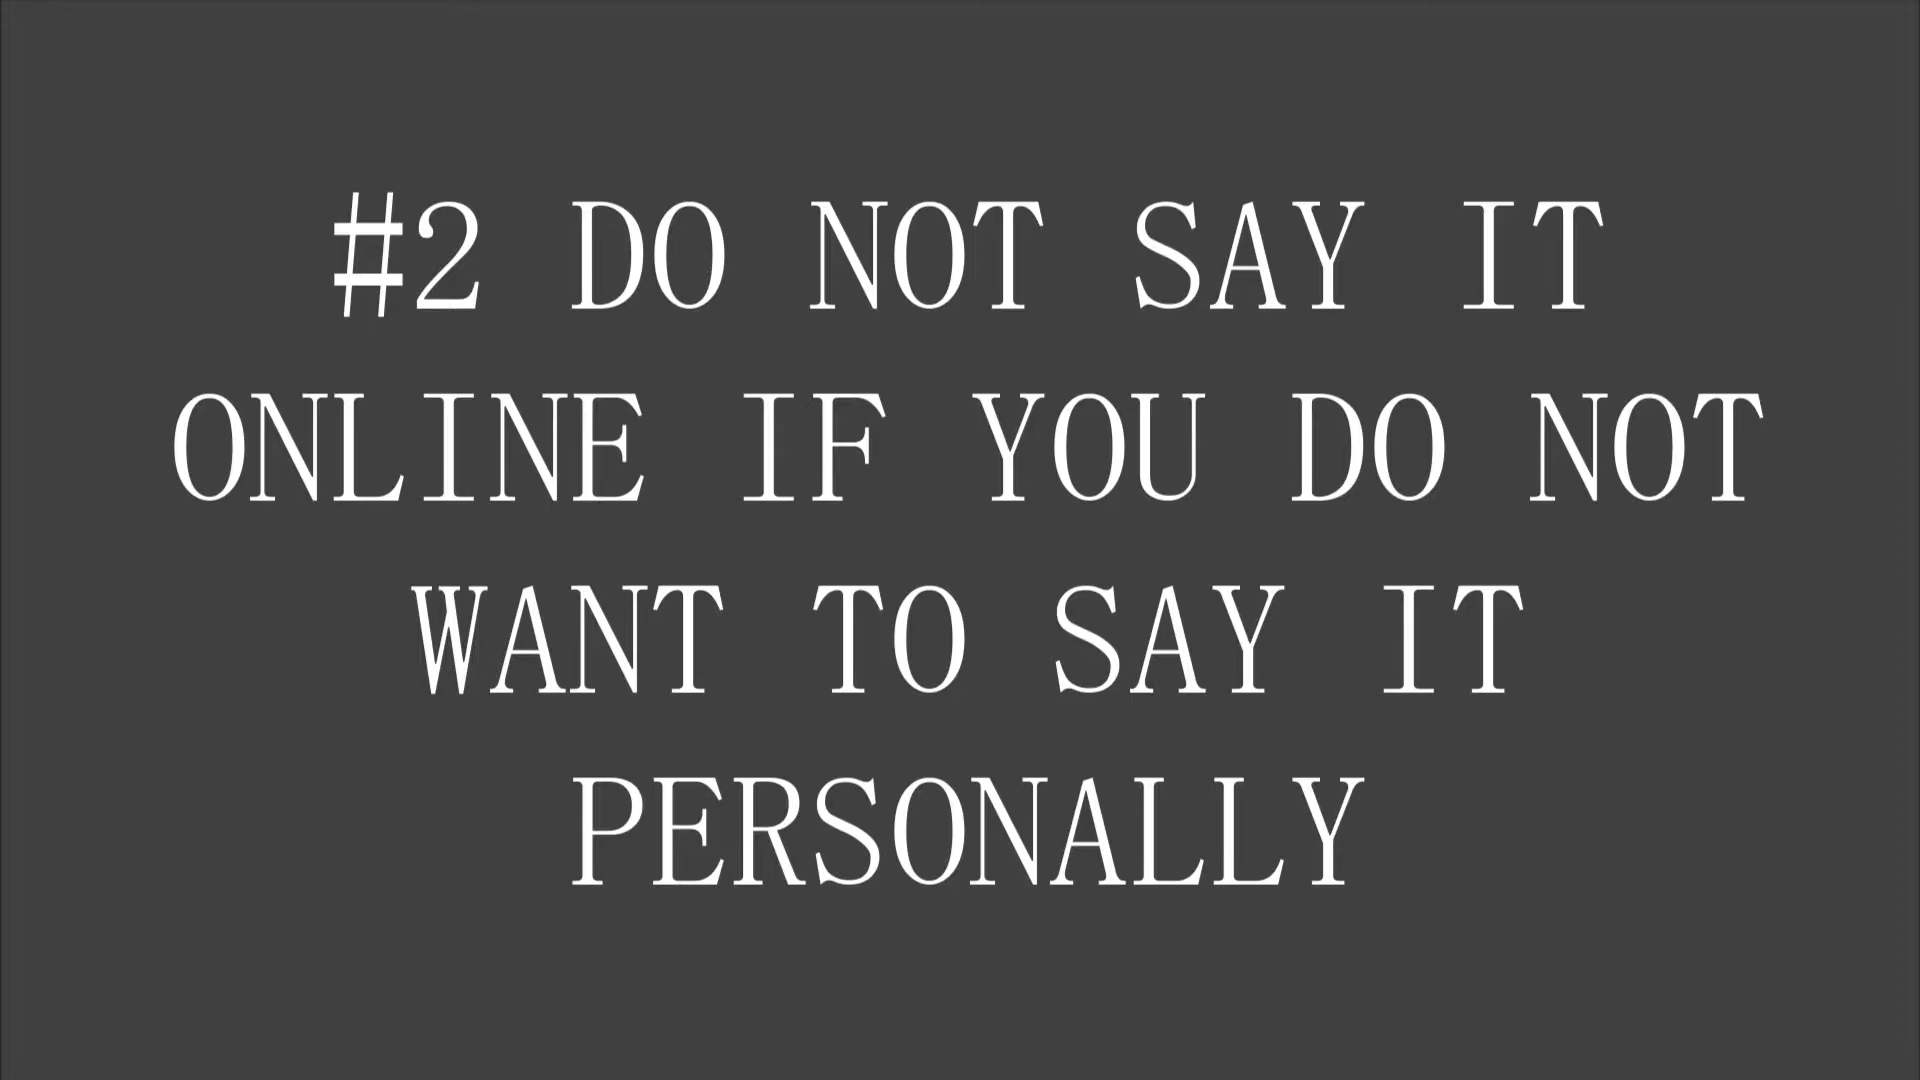 #2 DO NOT SAY IT
ONLINE IF YOU DO NOT
WANT TO SAY IT
PERSONALLY